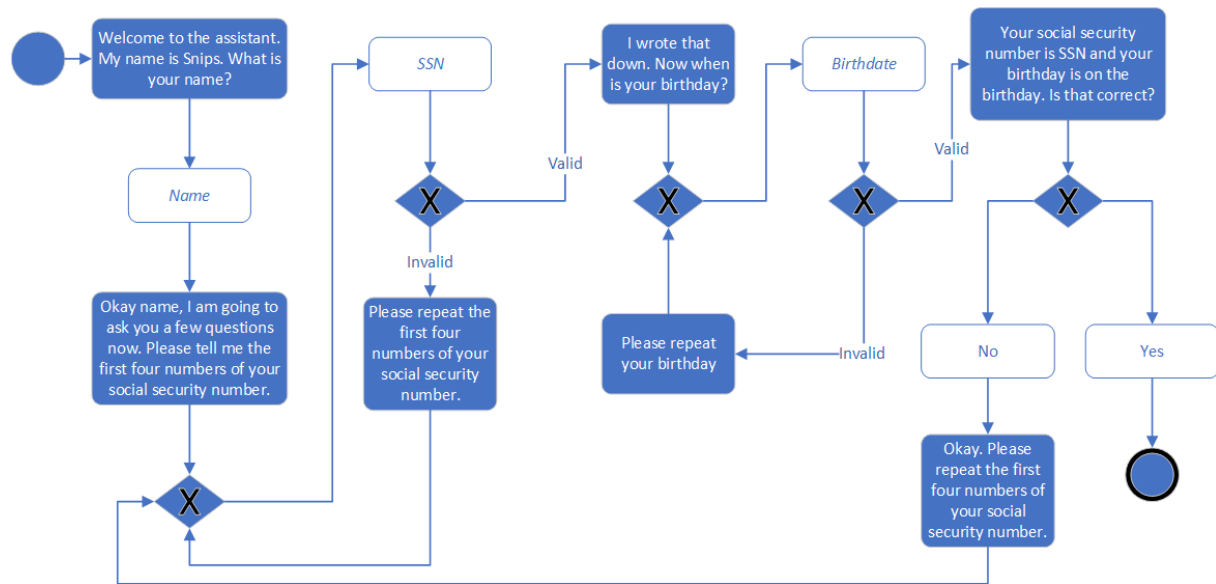 Welcome to the assistant.
My name is Snips. What is
your name?
Name
Okay name, I am going to
ask you a few questions
now. Please tell me the
first four numbers of your
social security number.
X
SSN
X
Valid
Invalid
Please repeat the
first four
numbers of your
social security
number.
I wrote that
down. Now when
is your birthday?
X
Please repeat
your birthday
Birthdate
X
Valid
Invalid
Your social security
number is SSN and your
birthday is on the
birthday. Is that correct?
X
No
Yes
Okay. Please
repeat the first
four numbers of
your social
security number.